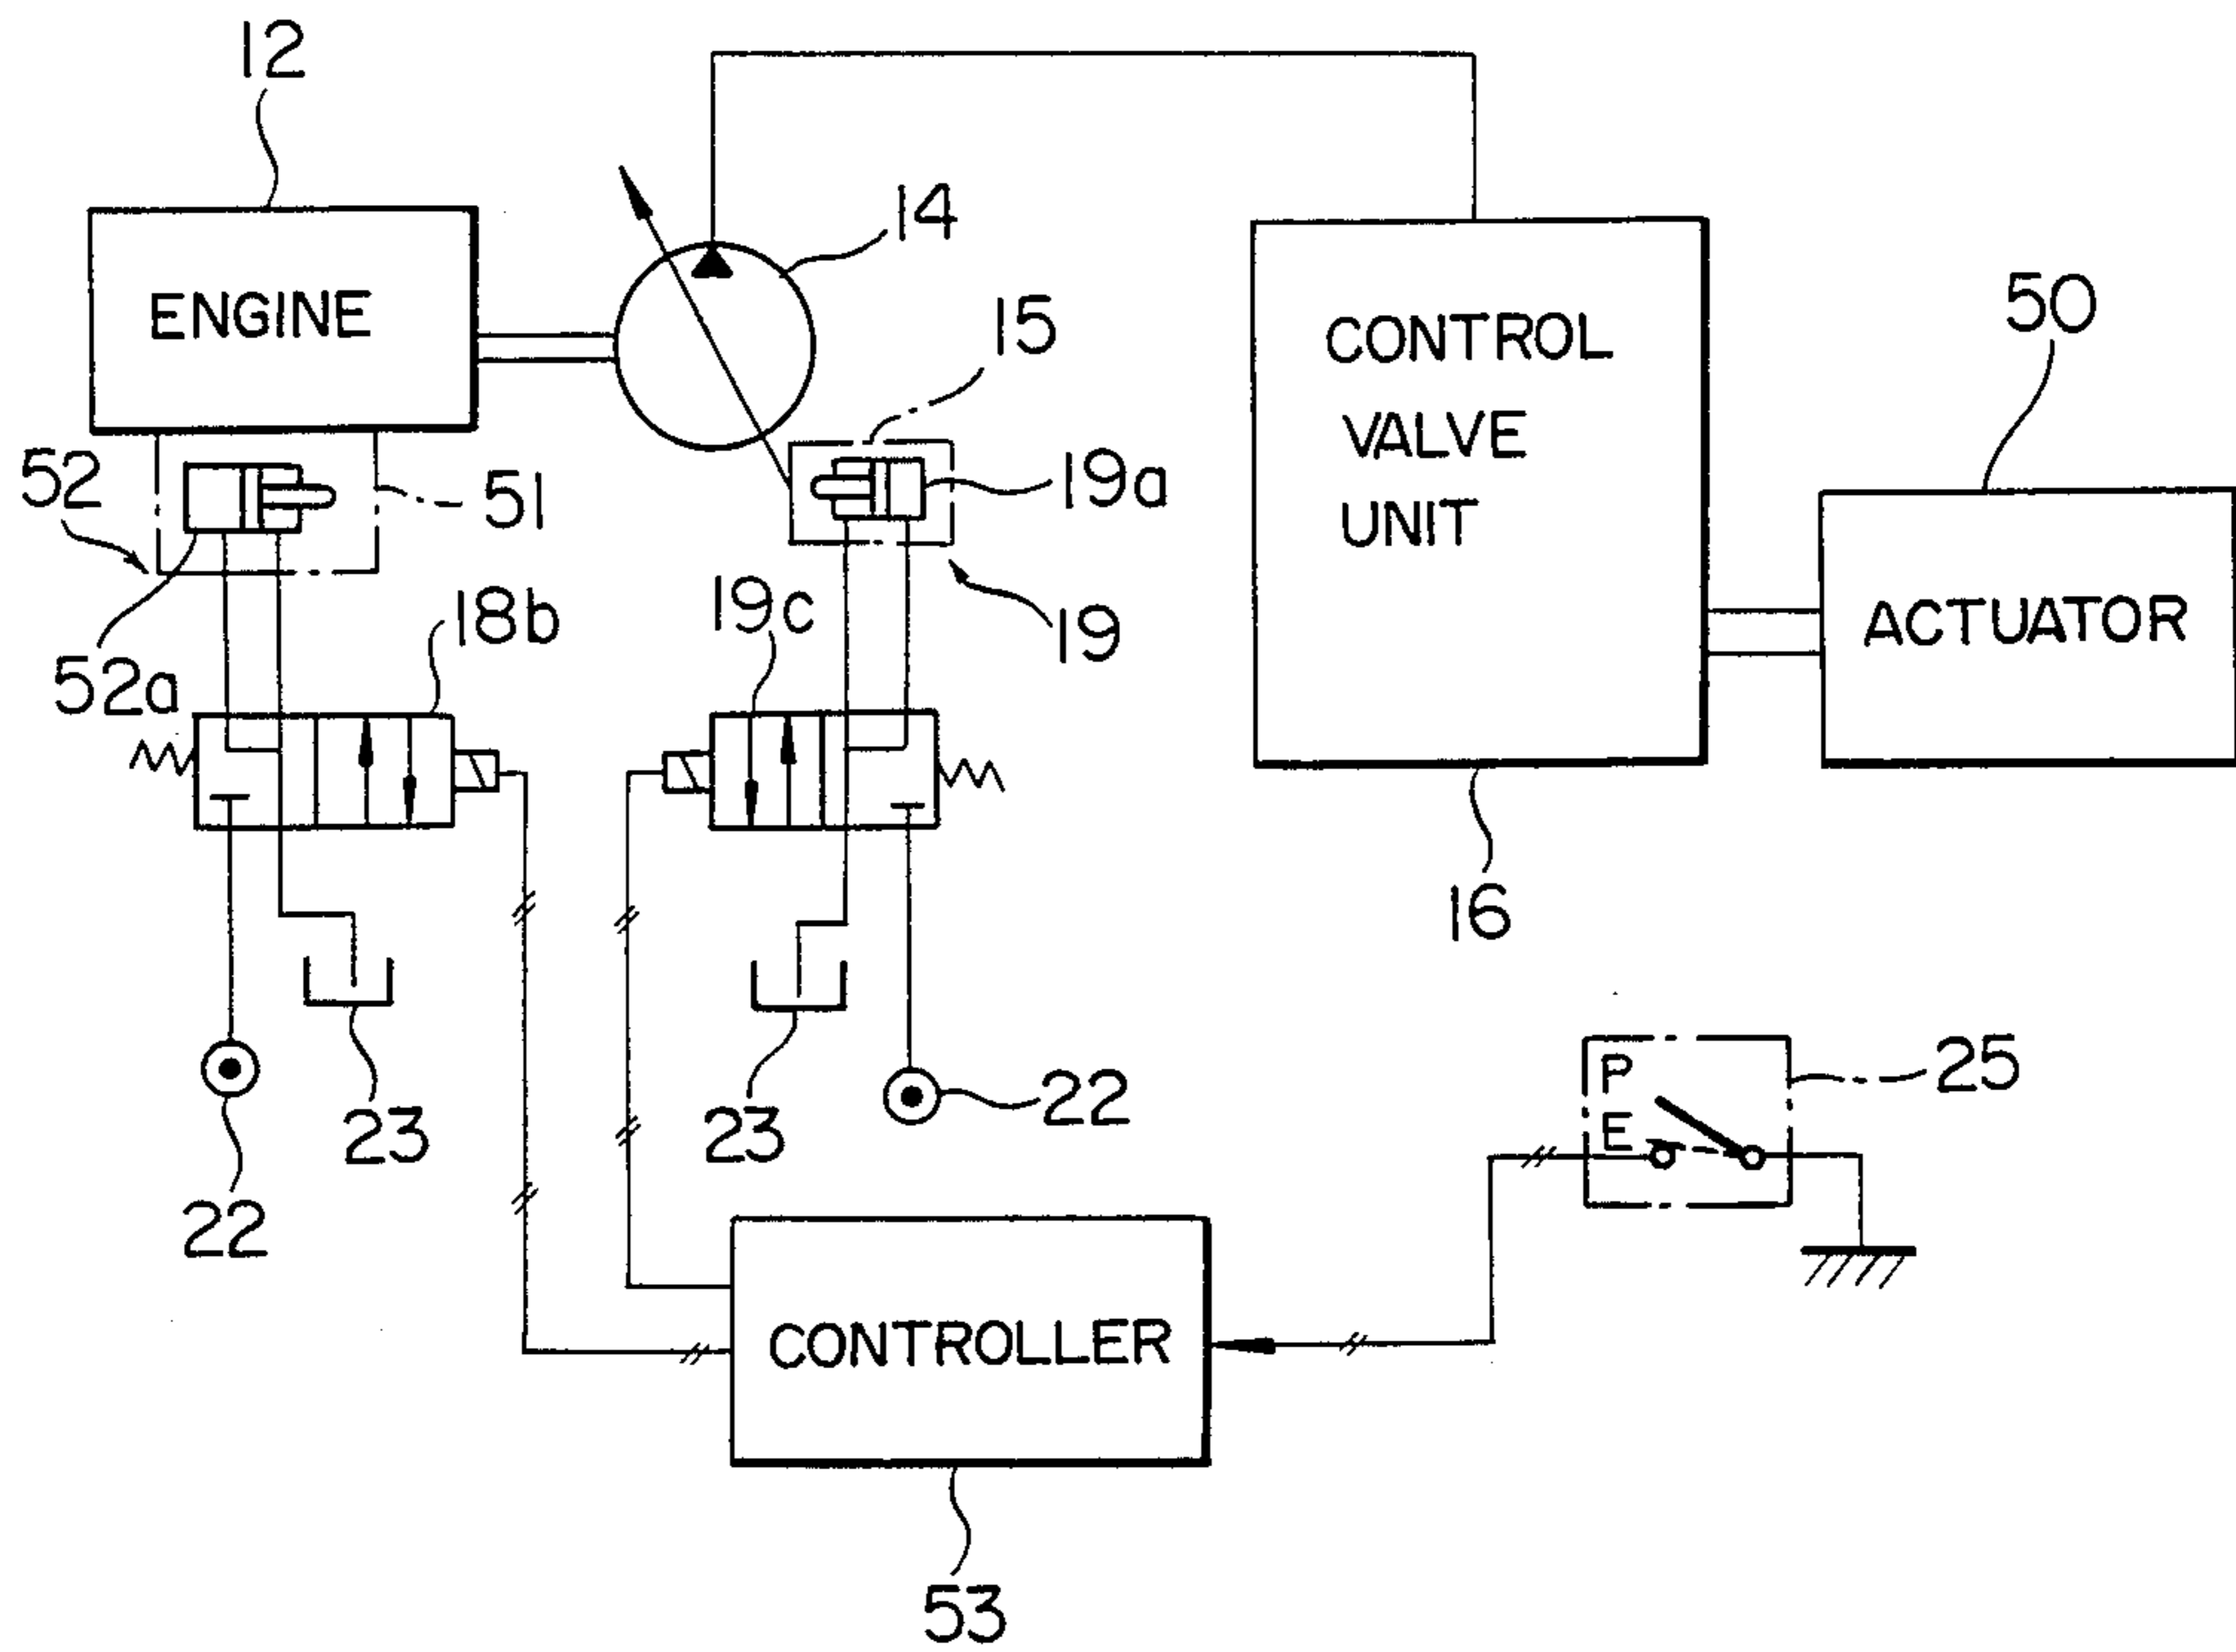 12
14
ENGINE
15
CONTROL
VALVE
UNIT
50
52
51
19a
ACTUATOR
18b
19c
19
52a
16
22
23
23
22
P
E
25
CONTROLLER
53